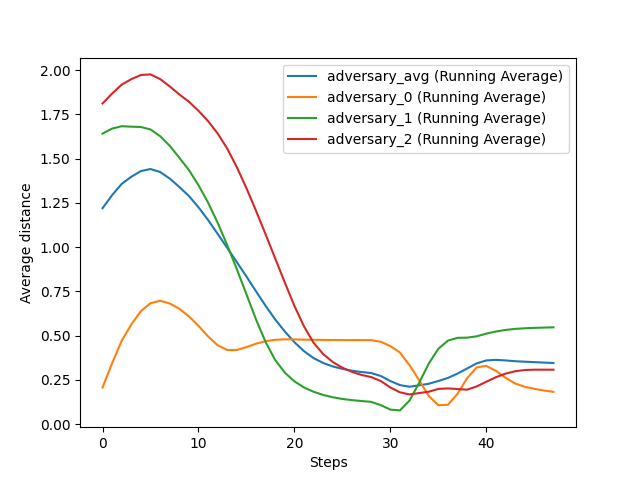 adversary_avg (Running Average)
adversary_0 (Running Average)
adversary_1 (Running Average)
adversary_2 (Running Average)
2.00
1.75
1.50
1.25
1.00
0.75
0.50
0.25
0.00
Average distance
0 10 20 30 40
Steps